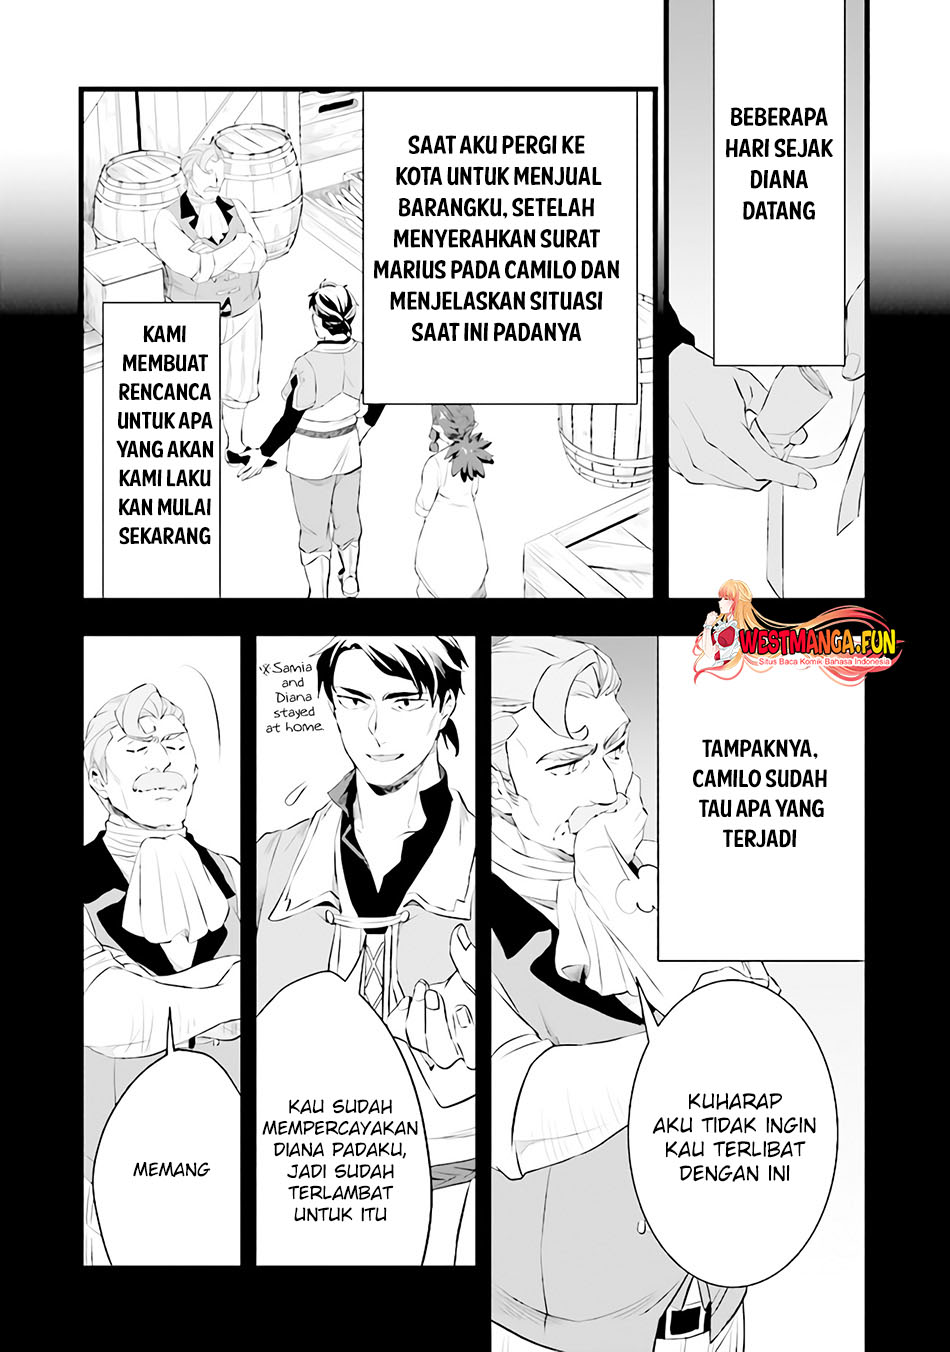 BEBERAPA
HARI SEJAK
DIANA
DATANG
SAAT AKU PERGI KE
KOTA UNTUK MENJUAL
BARANGKU, SETELAH
MENYERAHKAN SURAT
MARIUS PADA CAMILO DAN
MENJELASKAN SITUASI
SAAT INI PADANYA
KAMI
MEMBUAT
RENCANCA
UNTUK APA
YANG AKAN
KAMI LAKU
KAN MULAI
SEKARANG
WESTMANGA.FUN
Situs Baca Komik Bahasa Indonesia
TAMPAKNYA,
CAMILO SUDAH
TAU APA YANG
TERJADI
KUHARAP
AKU TIDAK INGIN
KAU TERLIBAT
DENGAN INI
※ Samia
and
Diana
stayed
at home.
KAU SUDAH
MEMPERCAYAKAN
DIANA PADAKU,
JADI SUDAH
TERLAMBAT
UNTUK ITU
MEMANG